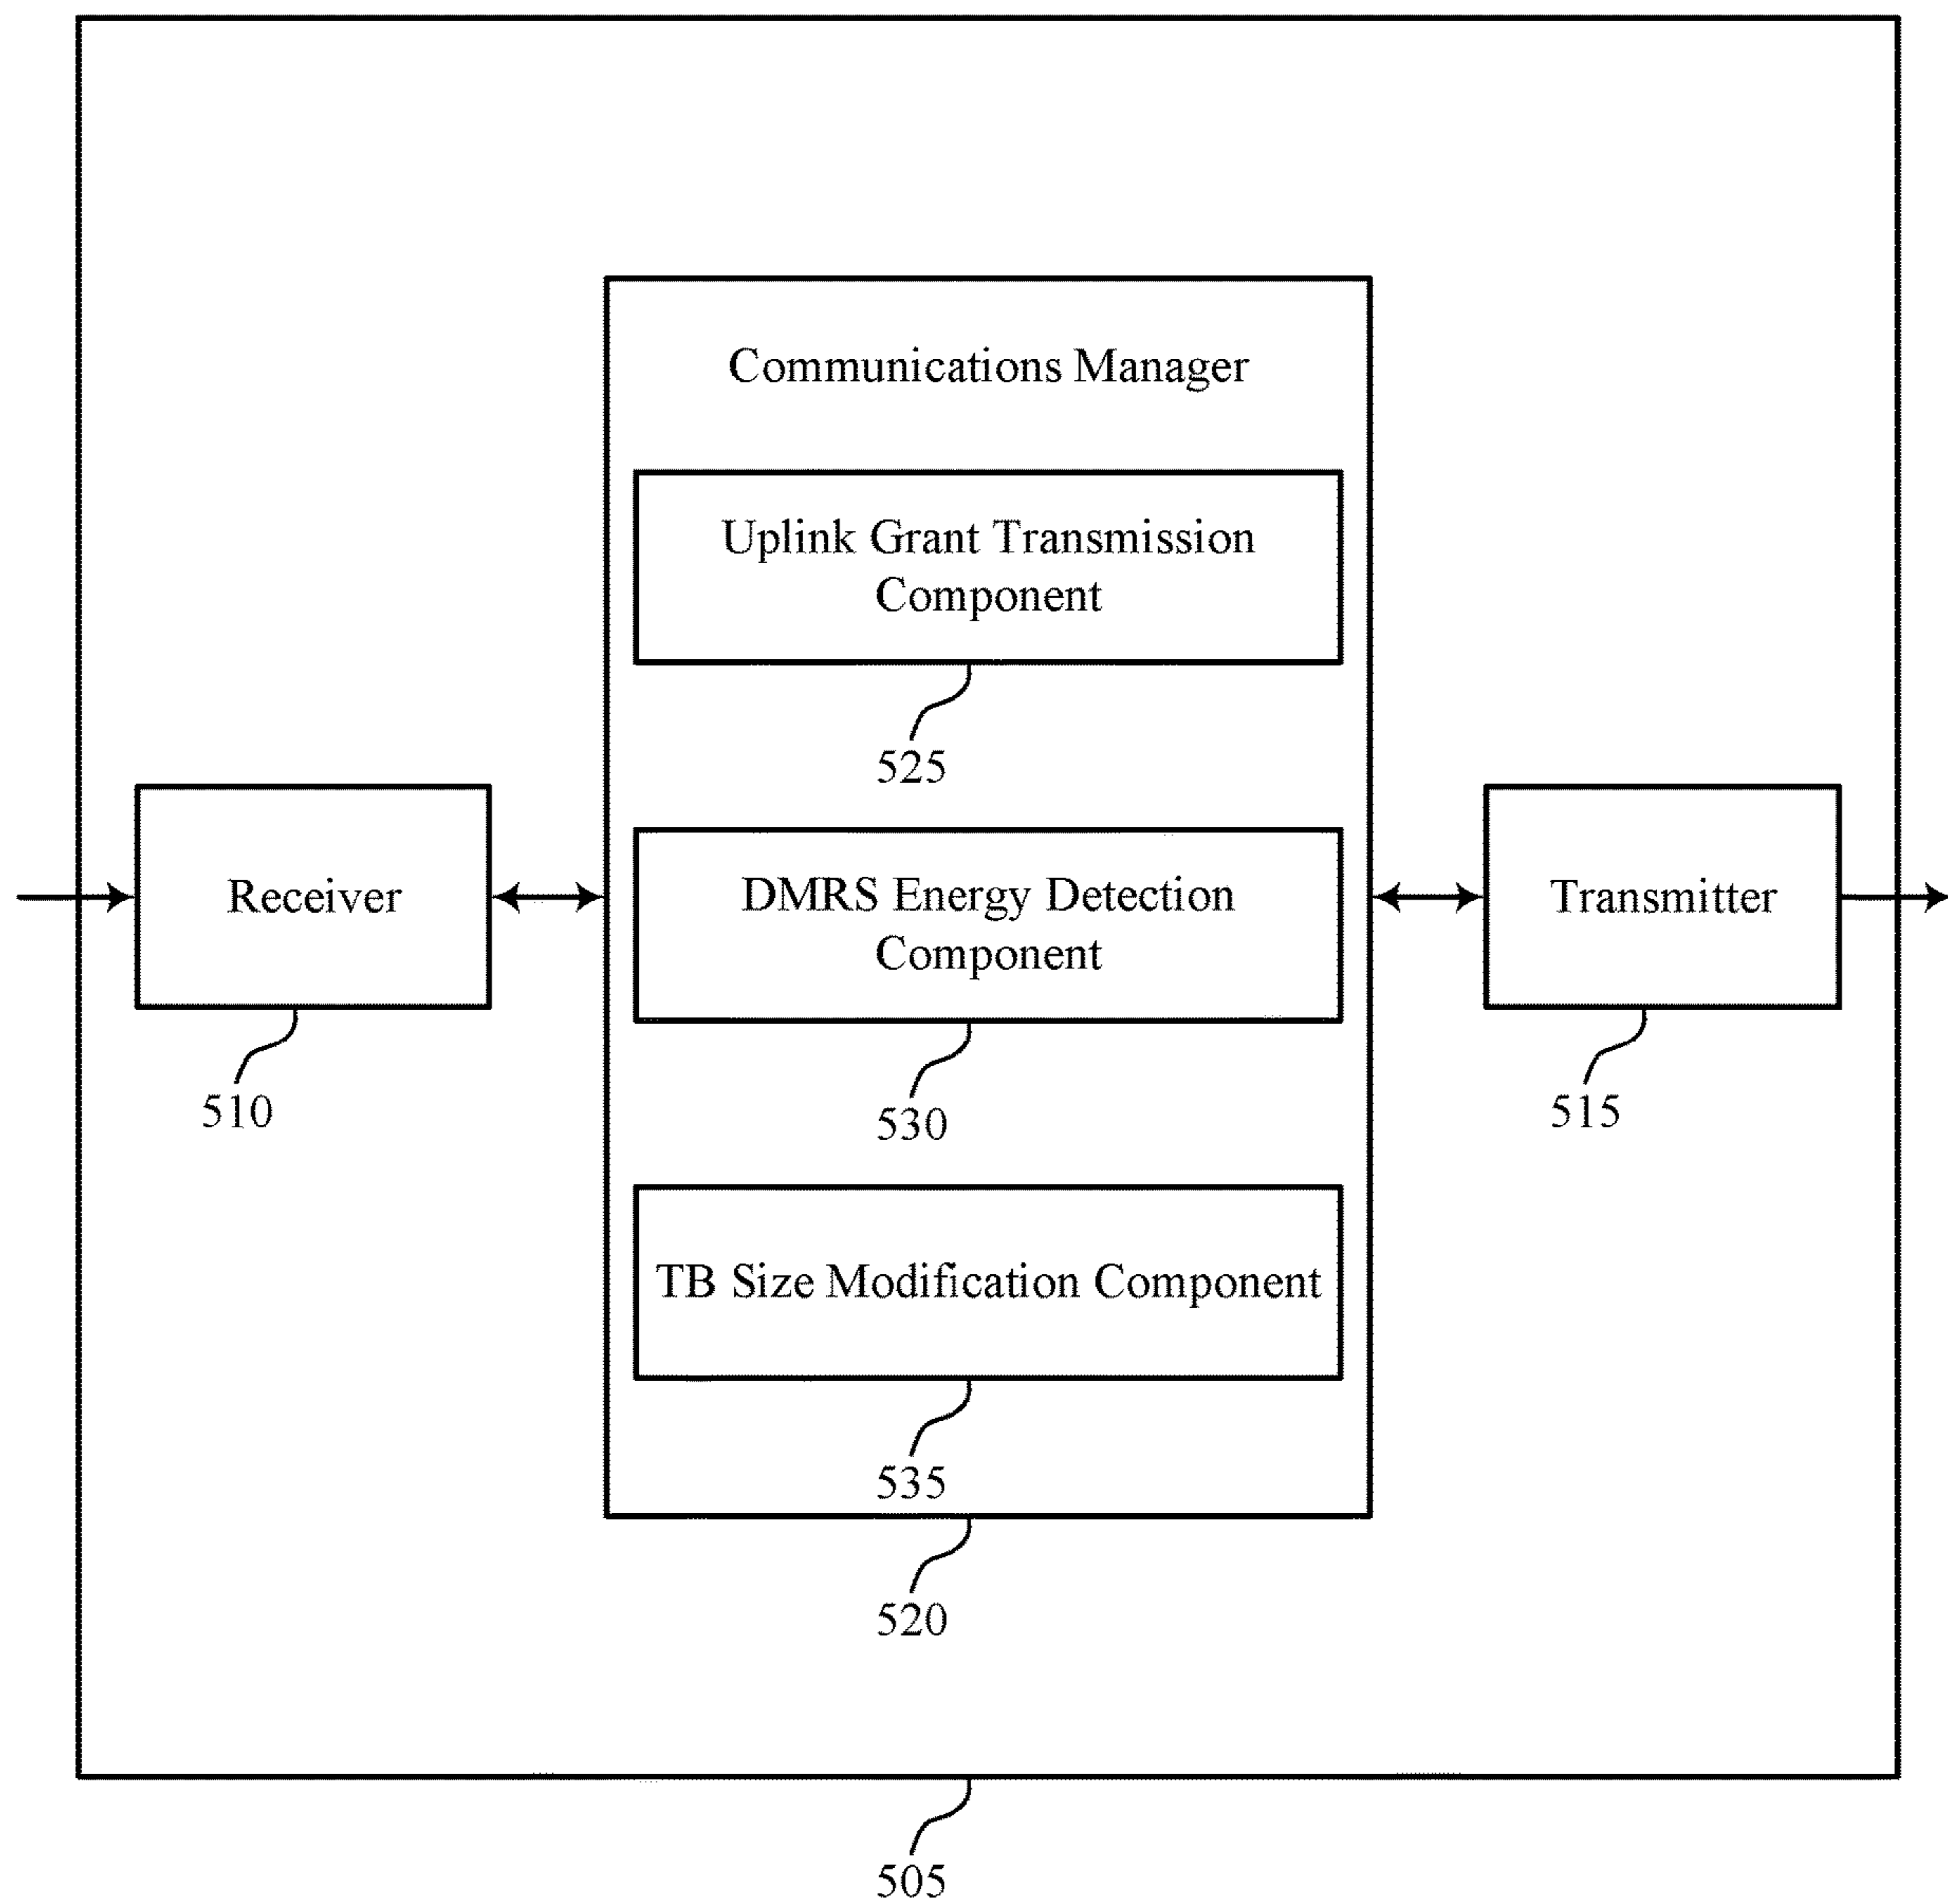 Communications Manager
Uplink Grant Transmission
Component
525
Receiver
DMRS Energy Detection
Component
Transmitter
510
530
515
TB Size Modification Component
535
520
505